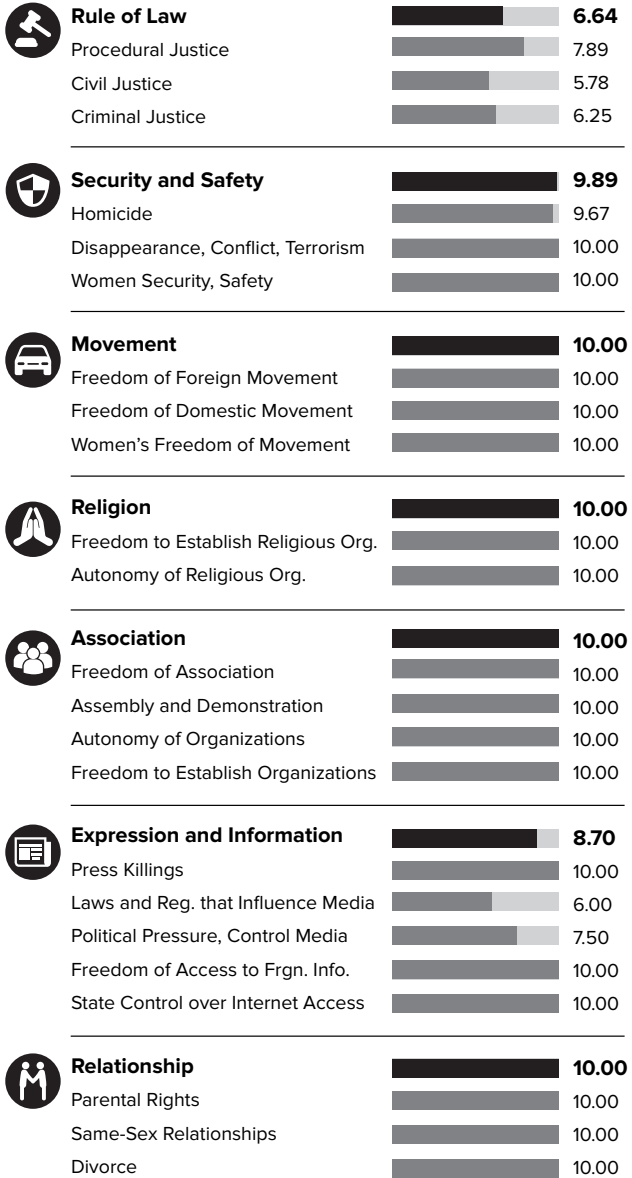 Rule of Law 6.64
Procedural Justice 7.89
Civil Justice 5.78
Criminal Justice 6.25
Security and Safety 9.89
Homicide 9.67
Disappearance, Conflict, Terrorism 10.00
Women Security, Safety 10.00
Movement 10.00
Freedom of Foreign Movement 10.00
Freedom of Domestic Movement 10.00
Women’s Freedom of Movement 10.00
Religion 10.00
Freedom to Establish Religious Org. 10.00
Autonomy of Religious Org. 10.00
Association 10.00
Freedom of Association 10.00
Assembly and Demonstration 10.00
Autonomy of Organizations 10.00
Freedom to Establish Organizations 10.00
Expression and Information 8.70
Press Killings 10.00
Laws and Reg. that Influence Media 6.00
Political Pressure, Control Media 7.50
Freedom of Access to Frgn. Info. 10.00
State Control over Internet Access 10.00
Relationship 10.00
Parental Rights 10.00
Same-Sex Relationships 10.00
Divorce 10.00